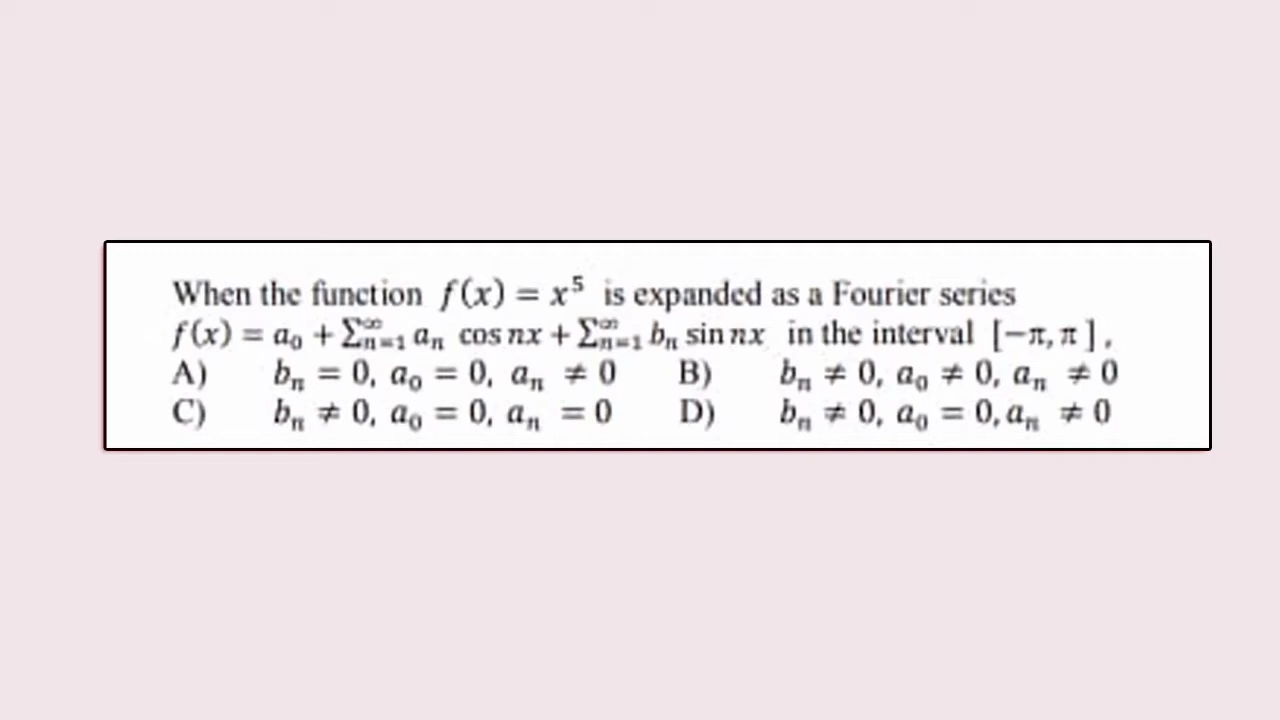 When the function f(x) = x⁵ is expanded as a Fourier series
f(x) = a₀ + Σ∞ₙ₌₁ aₙ cos nx + Σ∞ₙ₌₁ bₙ sin nx in the interval [−π, π],
A) bₙ = 0, a₀ = 0, aₙ ≠ 0 B) bₙ ≠ 0, a₀ ≠ 0, aₙ ≠ 0
C) bₙ ≠ 0, a₀ = 0, aₙ = 0 D) bₙ ≠ 0, a₀ = 0, aₙ ≠ 0